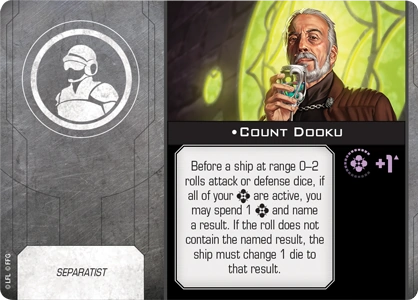 •COUNT DOOKU
Before a ship at range 0–2
rolls attack or defense dice, if
all of your are active, you
may spend 1 and name
a result. If the roll does not
contain the named result, the
ship must change 1 die to
that result.
+1
SEPARATIST
© LFL © FFG